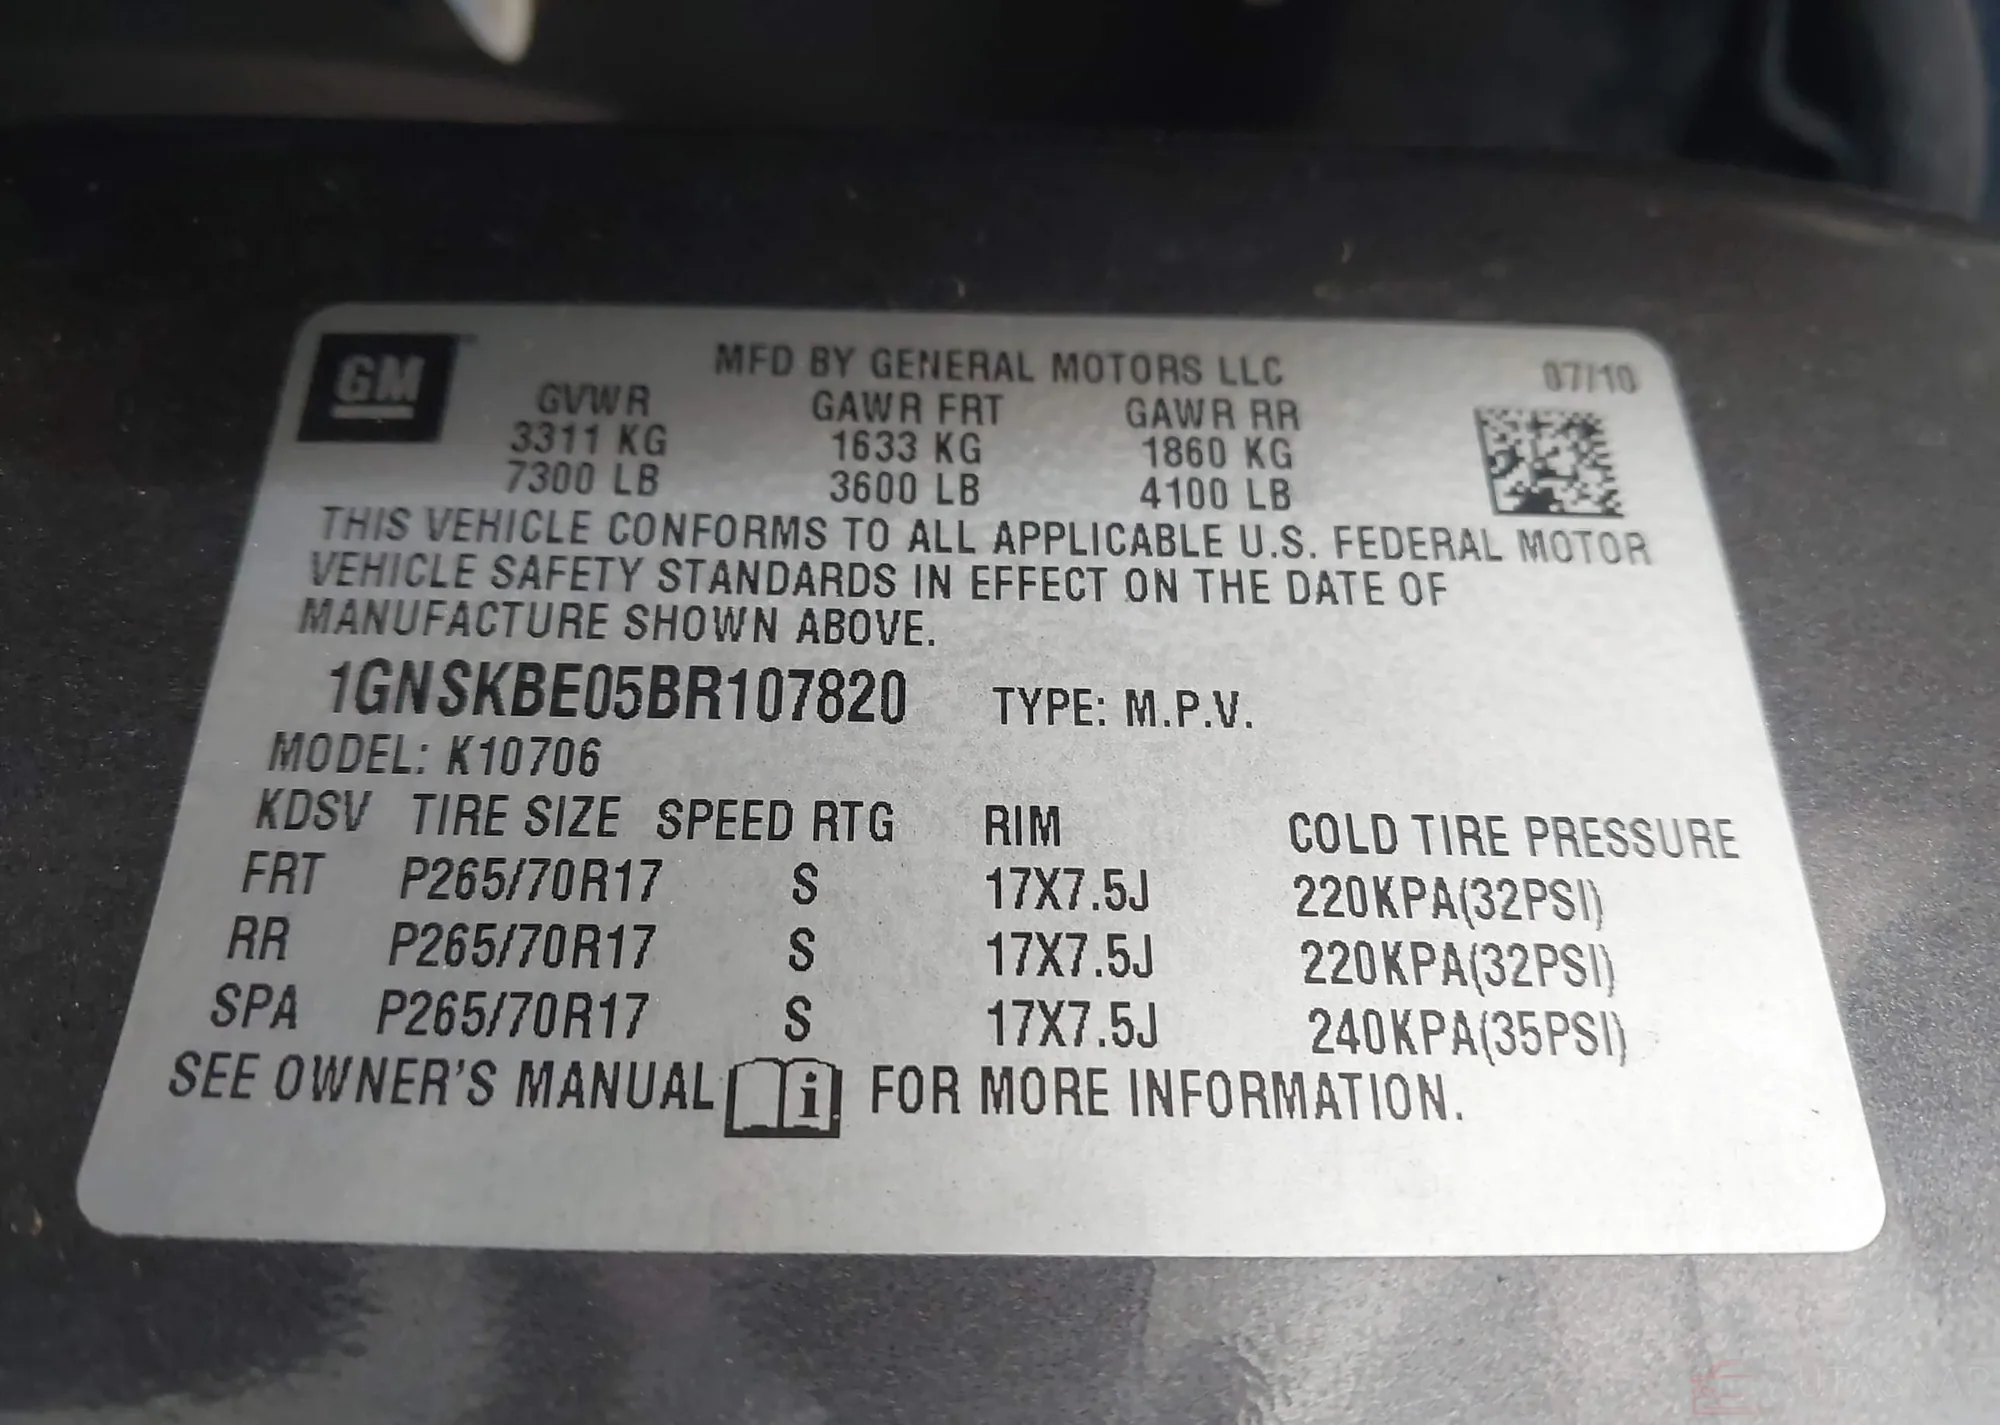 GM
MFD BY GENERAL MOTORS LLC 07/10
GVWR GAWR FRT GAWR RR
3311 KG 1633 KG 1860 KG
7300 LB 3600 LB 4100 LB
THIS VEHICLE CONFORMS TO ALL APPLICABLE U.S. FEDERAL MOTOR
VEHICLE SAFETY STANDARDS IN EFFECT ON THE DATE OF
MANUFACTURE SHOWN ABOVE.
1GNSKBE05BR107820 TYPE: M.P.V.
MODEL: K10706
KDSV TIRE SIZE SPEED RTG RIM COLD TIRE PRESSURE
FRT P265/70R17 S 17X7.5J 220KPA(32PSI)
RR P265/70R17 S 17X7.5J 220KPA(32PSI)
SPA P265/70R17 S 17X7.5J 240KPA(35PSI)
SEE OWNER'S MANUAL i FOR MORE INFORMATION.